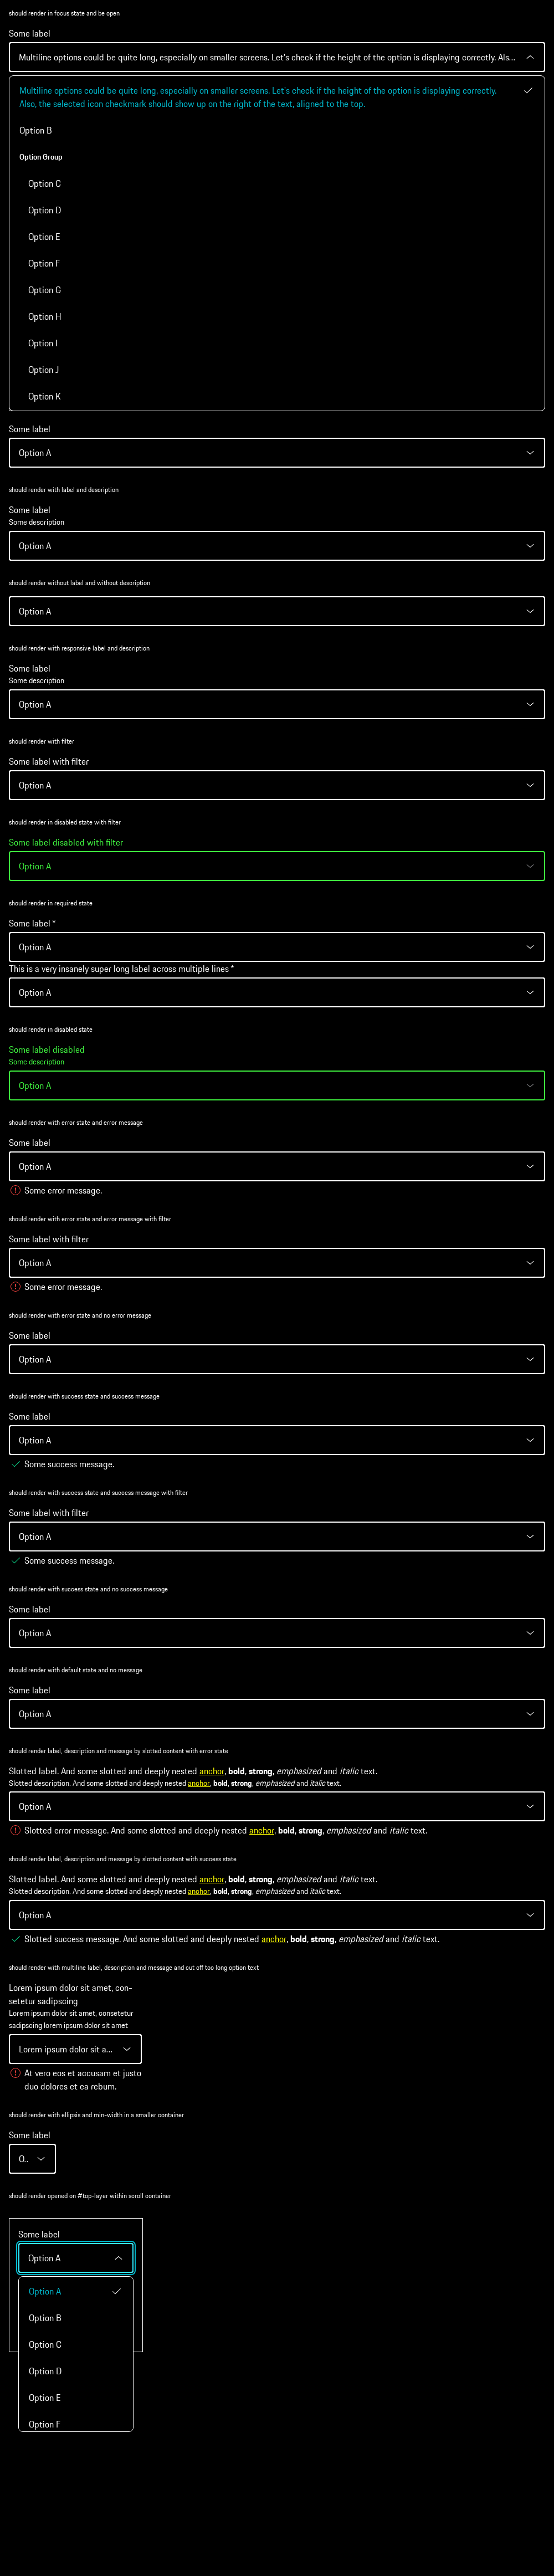 should render in focus state and be open
Some label
Multiline options could be quite long, especially on smaller screens. Let's check if the height of the option is displaying correctly. Als...
Multiline options could be quite long, especially on smaller screens. Let's check if the height of the option is displaying correctly.
Also, the selected icon checkmark should show up on the right of the text, aligned to the top.
Option B
Option Group
Option C
Option D
Option E
Option F
Option G
Option H
Option I
Option J
Option K
Some label
Option A
should render with label and description
Some label
Some description
Option A
should render without label and without description
Option A
should render with responsive label and description
Some label
Some description
Option A
should render with filter
Some label with filter
Option A
should render in disabled state with filter
Some label disabled with filter
Option A
should render in required state
Some label *
Option A
This is a very insanely super long label across multiple lines *
Option A
should render in disabled state
Some label disabled
Some description
Option A
should render with error state and error message
Some label
Option A
Some error message.
should render with error state and error message with filter
Some label with filter
Option A
Some error message.
should render with error state and no error message
Some label
Option A
should render with success state and success message
Some label
Option A
Some success message.
should render with success state and success message with filter
Some label with filter
Option A
Some success message.
should render with success state and no success message
Some label
Option A
should render with default state and no message
Some label
Option A
should render label, description and message by slotted content with error state
Slotted label. And some slotted and deeply nested anchor, bold, strong, emphasized and italic text.
Slotted description. And some slotted and deeply nested anchor, bold, strong, emphasized and italic text.
Option A
Slotted error message. And some slotted and deeply nested anchor, bold, strong, emphasized and italic text.
should render label, description and message by slotted content with success state
Slotted label. And some slotted and deeply nested anchor, bold, strong, emphasized and italic text.
Slotted description. And some slotted and deeply nested anchor, bold, strong, emphasized and italic text.
Option A
Slotted success message. And some slotted and deeply nested anchor, bold, strong, emphasized and italic text.
should render with multiline label, description and message and cut off too long option text
Lorem ipsum dolor sit amet, con-
setetur sadipscing
Lorem ipsum dolor sit amet, consetetur
sadipscing lorem ipsum dolor sit amet
Lorem ipsum dolor sit a...
At vero eos et accusam et justo
duo dolores et ea rebum.
should render with ellipsis and min-width in a smaller container
Some label
O...
should render opened on #top-layer within scroll container
Some label
Option A
Option A
Option B
Option C
Option D
Option E
Option F